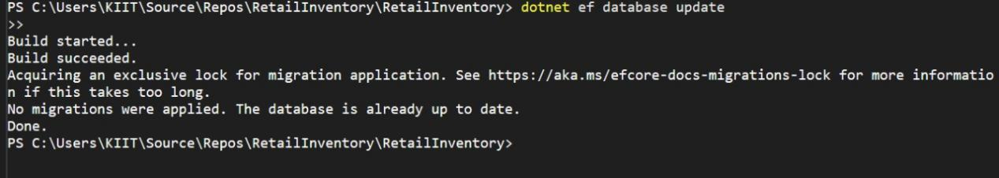 PS C:\Users\KIIT\Source\Repos\RetailInventory\RetailInventory> dotnet ef database update
>>
Build started...
Build succeeded.
Acquiring an exclusive lock for migration application. See https://aka.ms/efcore-docs-migrations-lock for more informatio
n if this takes too long.
No migrations were applied. The database is already up to date.
Done.
PS C:\Users\KIIT\Source\Repos\RetailInventory\RetailInventory>